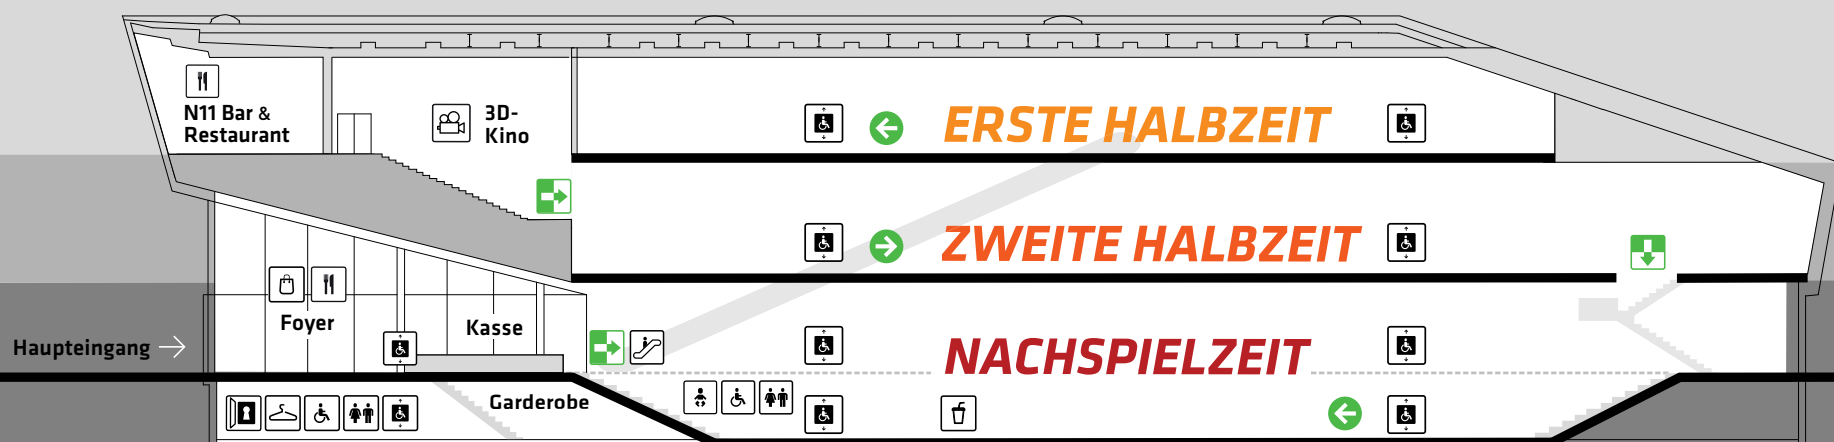 N11 Bar &
Restaurant
3D-
Kino
ERSTE HALBZEIT
ZWEITE HALBZEIT
Foyer
Kasse
Haupteingang
NACHSPIELZEIT
Garderobe